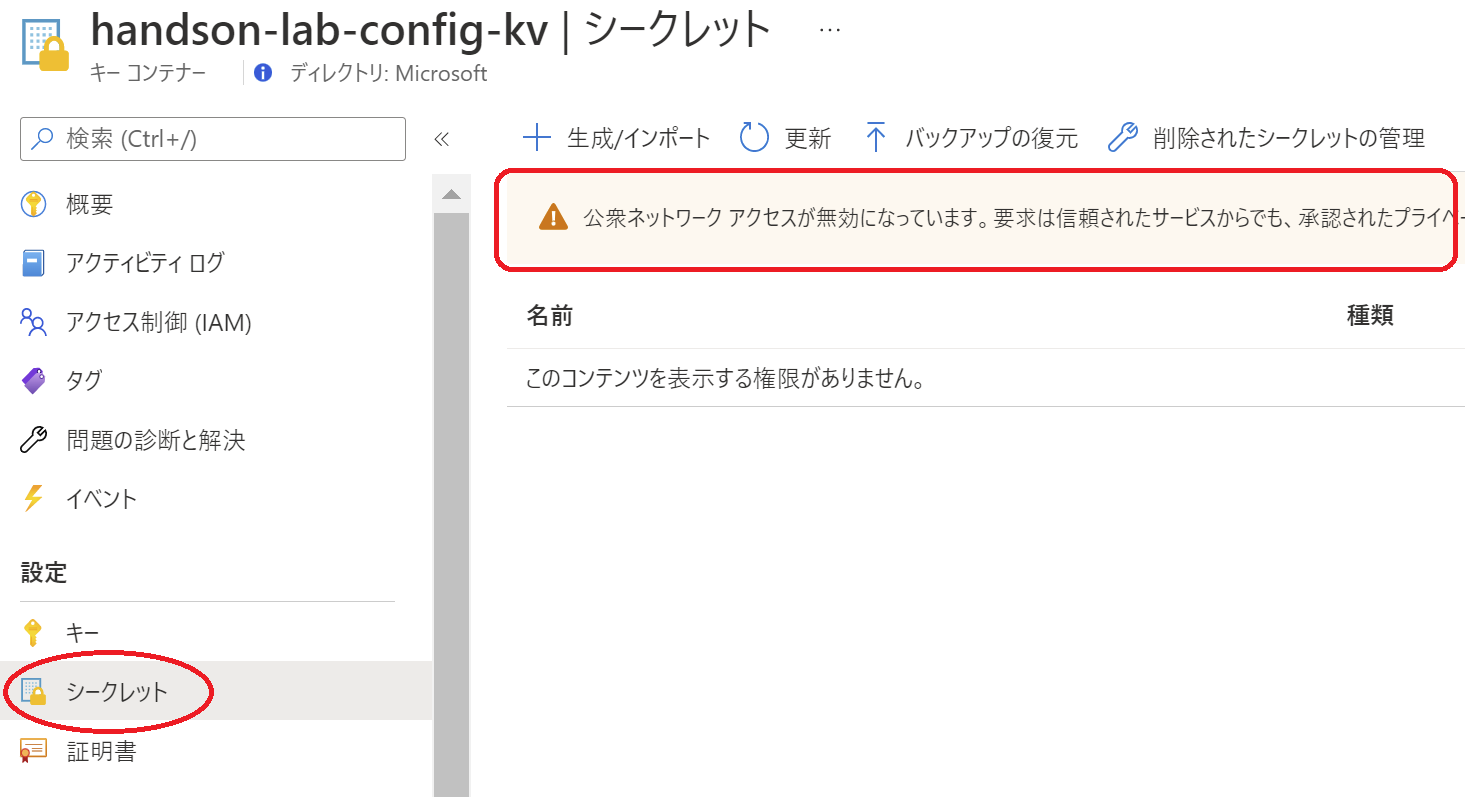 handson-lab-config-kv | シークレット ...
キー コンテナー ディレクトリ: Microsoft
検索 (Ctrl+/)
概要
アクティビティ ログ
アクセス制御 (IAM)
タグ
問題の診断と解決
イベント
設定
キー
シークレット
証明書
生成/インポート 更新 バックアップの復元 削除されたシークレットの管理
公衆ネットワーク アクセスが無効になっています。要求は信頼されたサービスからでも、承認されたプライベー
名前 種類
このコンテンツを表示する権限がありません。